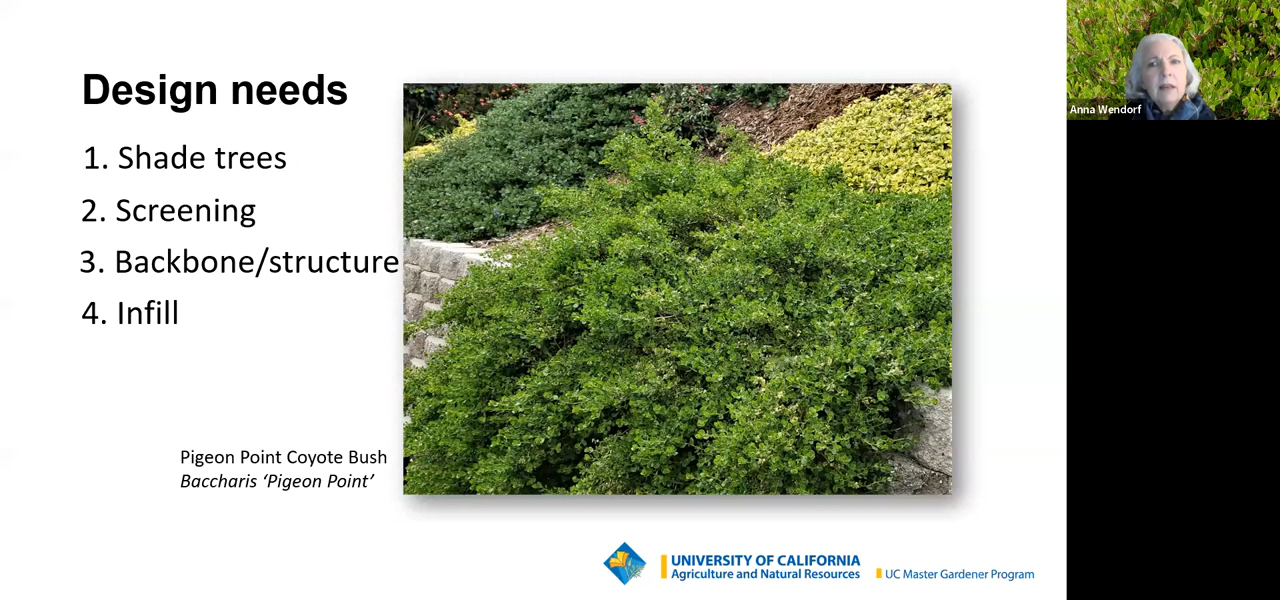 Design needs
1. Shade trees
2. Screening
3. Backbone/structure
4. Infill
Pigeon Point Coyote Bush
Baccharis ‘Pigeon Point’
UNIVERSITY OF CALIFORNIA
Agriculture and Natural Resources
UC Master Gardener Program
Anna Wendorf